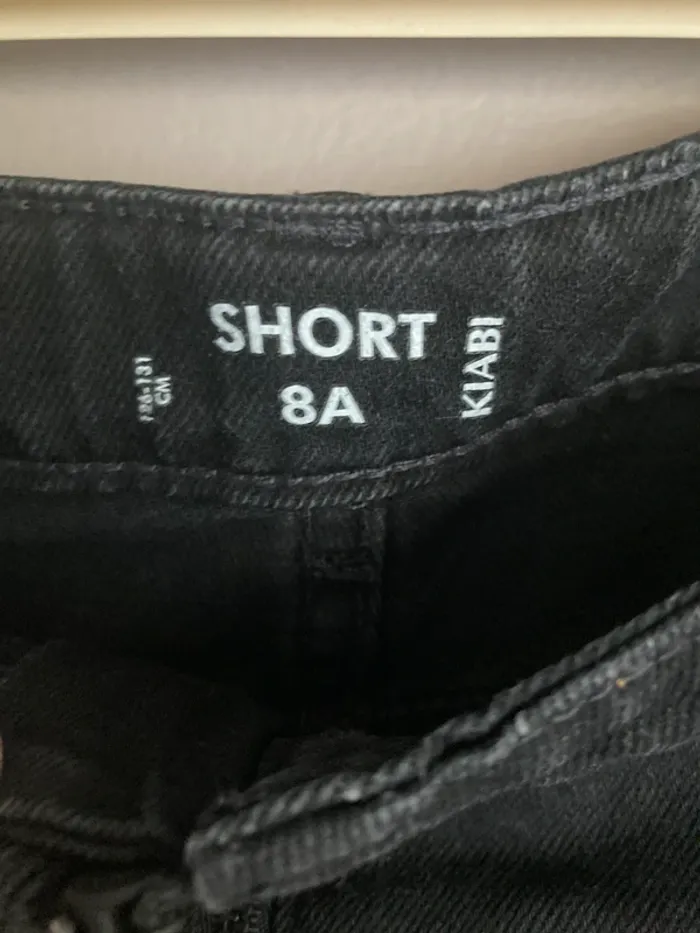 SHORT
8A
126-131
CM
KIABI